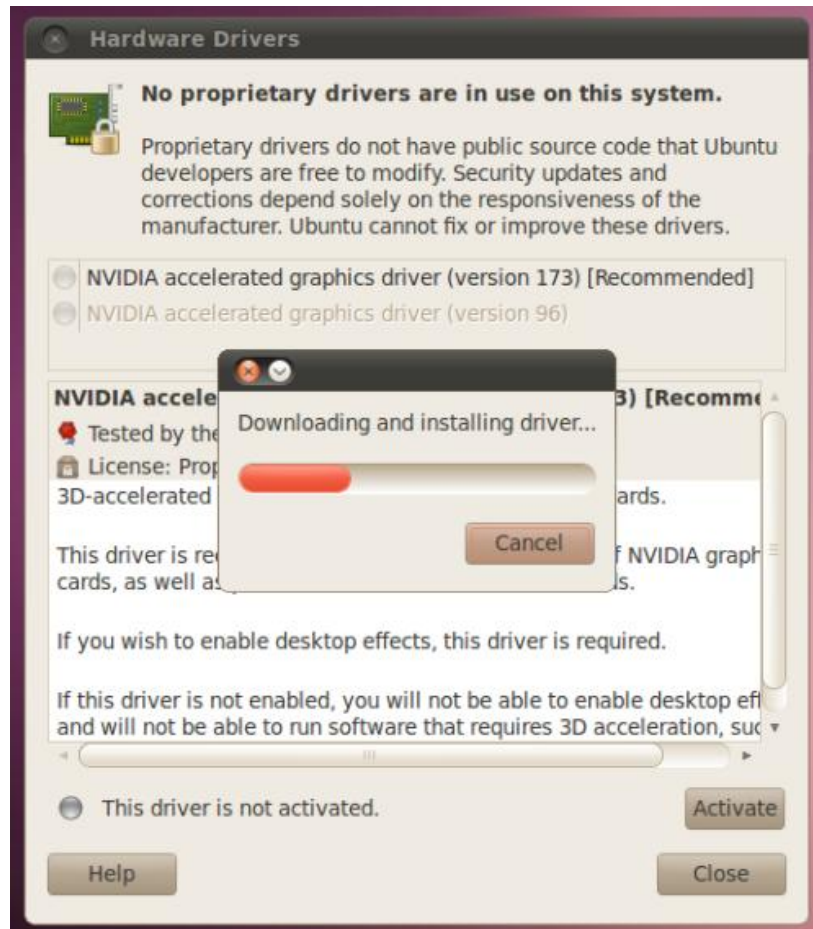 Hardware Drivers
No proprietary drivers are in use on this system.
Proprietary drivers do not have public source code that Ubuntu
developers are free to modify. Security updates and
corrections depend solely on the responsiveness of the
manufacturer. Ubuntu cannot fix or improve these drivers.
NVIDIA accelerated graphics driver (version 173) [Recommended]
NVIDIA accelerated graphics driver (version 96)
Downloading and installing driver...
Cancel
NVIDIA accele 3) [Recomme
Tested by the
License: Prop
3D-accelerated ards.
This driver is re f NVIDIA graph
cards, as well as
If you wish to enable desktop effects, this driver is required.
If this driver is not enabled, you will not be able to enable desktop eff
and will not be able to run software that requires 3D acceleration, suc
This driver is not activated.
Activate
Help
Close